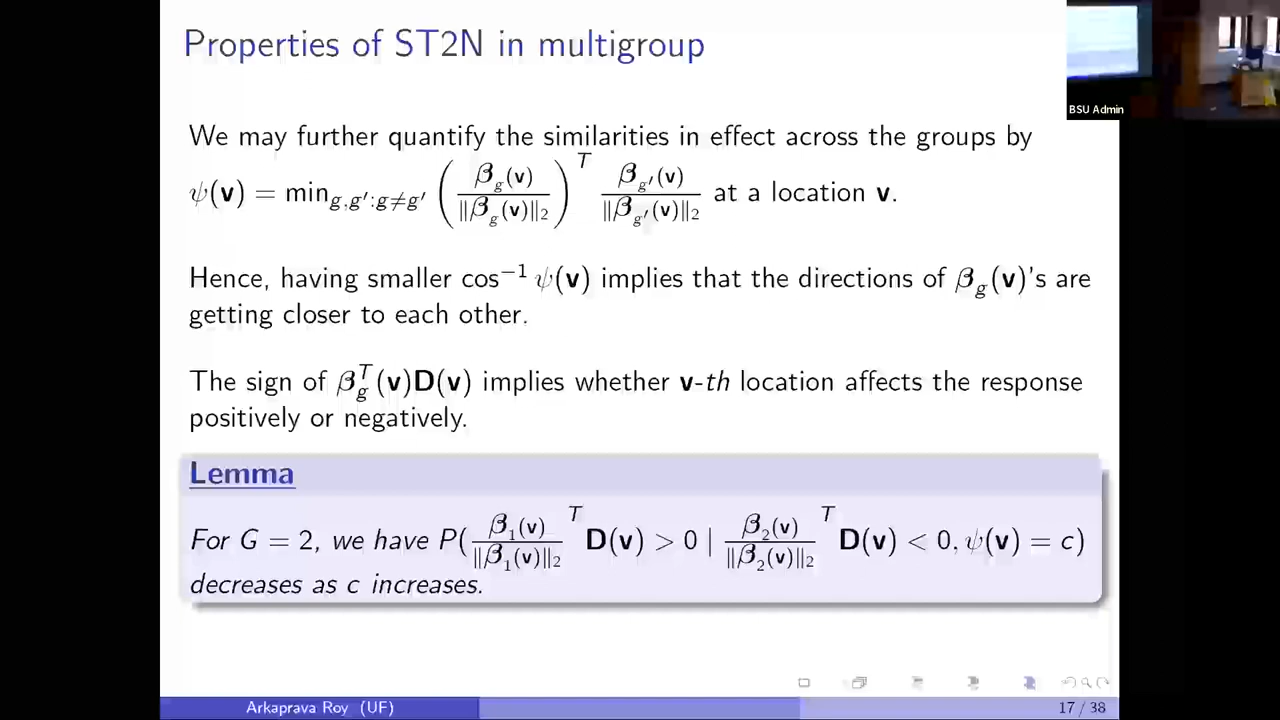 Properties of ST2N in multigroup
BSU Admin
We may further quantify the similarities in effect across the groups by
ψ(v) = min_{g,g′:g≠g′} (β_g(v)/‖β_g(v)‖₂)^T β_{g′}(v)/‖β_{g′}(v)‖₂ at a location v.
Hence, having smaller cos⁻¹ ψ(v) implies that the directions of β_g(v)'s are
getting closer to each other.
The sign of β_g^T(v)D(v) implies whether v-th location affects the response
positively or negatively.
Lemma
For G = 2, we have P(β₁(v)/‖β₁(v)‖₂^T D(v) > 0 | β₂(v)/‖β₂(v)‖₂^T D(v) < 0, ψ(v) = c)
decreases as c increases.
Arkaprava Roy (UF)
17 / 38